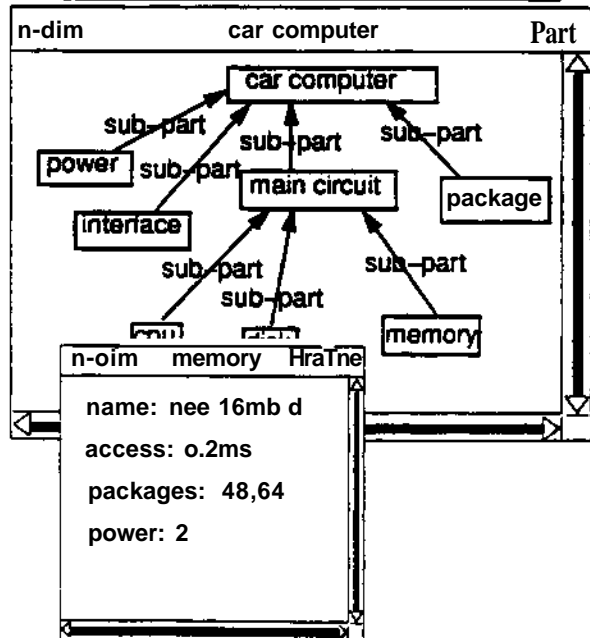 n-dim car computer Part
car computer
sub-part
power
sub-part
sub-part
sub-part
interface
main circuit
package
sub-part
sub-part
sub-part
cpu
memory
n-oim memory HraTne
name: nee 16mb d
access: o.2ms
packages: 48,64
power: 2